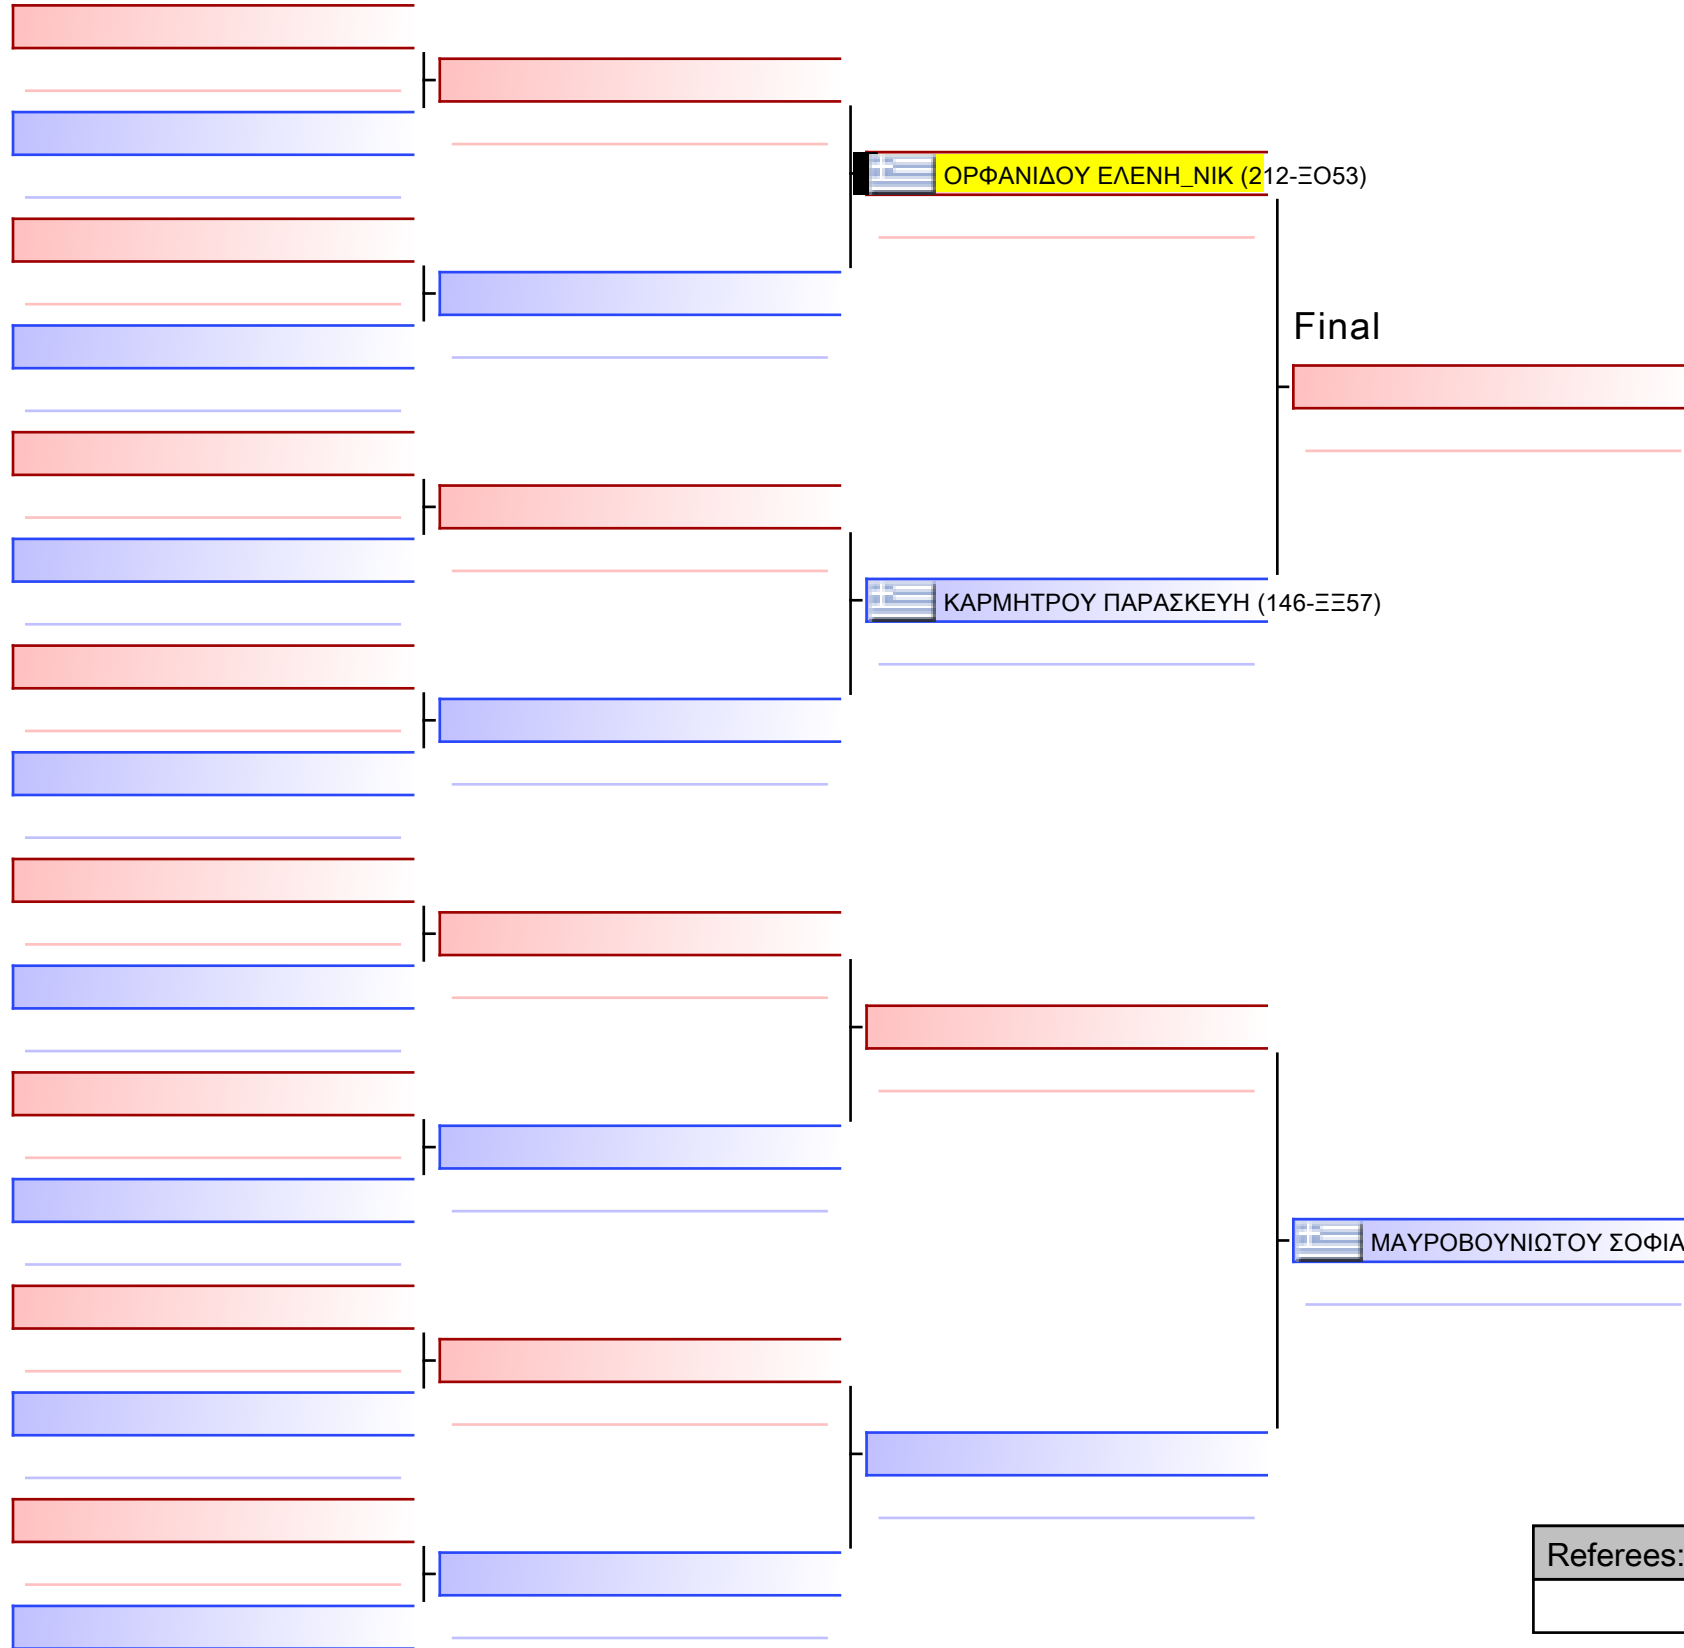 ΟΡΦΑΝΙΔΟΥ ΕΛΕΝΗ_ΝΙΚ (212-ΞΟ53)
Final
ΚΑΡΜΗΤΡΟΥ ΠΑΡΑΣΚΕΥΗ (146-ΞΞ57)
ΜΑΥΡΟΒΟΥΝΙΩΤΟΥ ΣΟΦΙΑ
Referees: